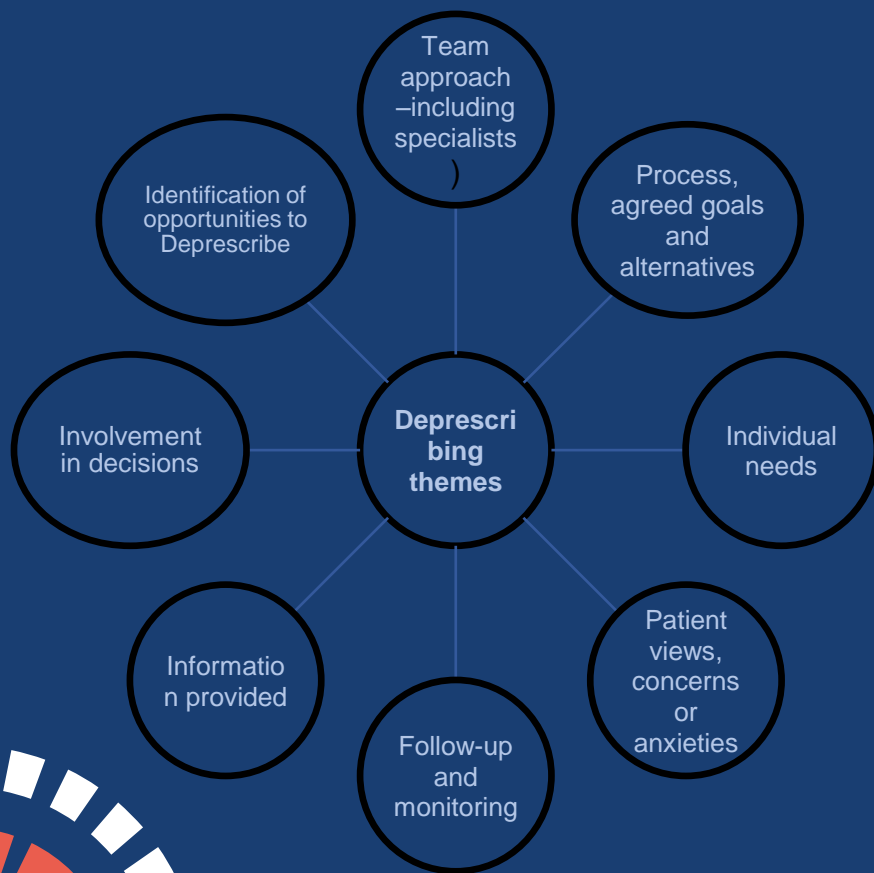 Team
approach
–including
specialists
)
Process,
agreed goals
and
alternatives
Identification of
opportunities to
Deprescribe
Individual
needs
Deprescri
bing
themes
Involvement
in decisions
Patient
views,
concerns
or
anxieties
Informatio
n provided
Follow-up
and
monitoring